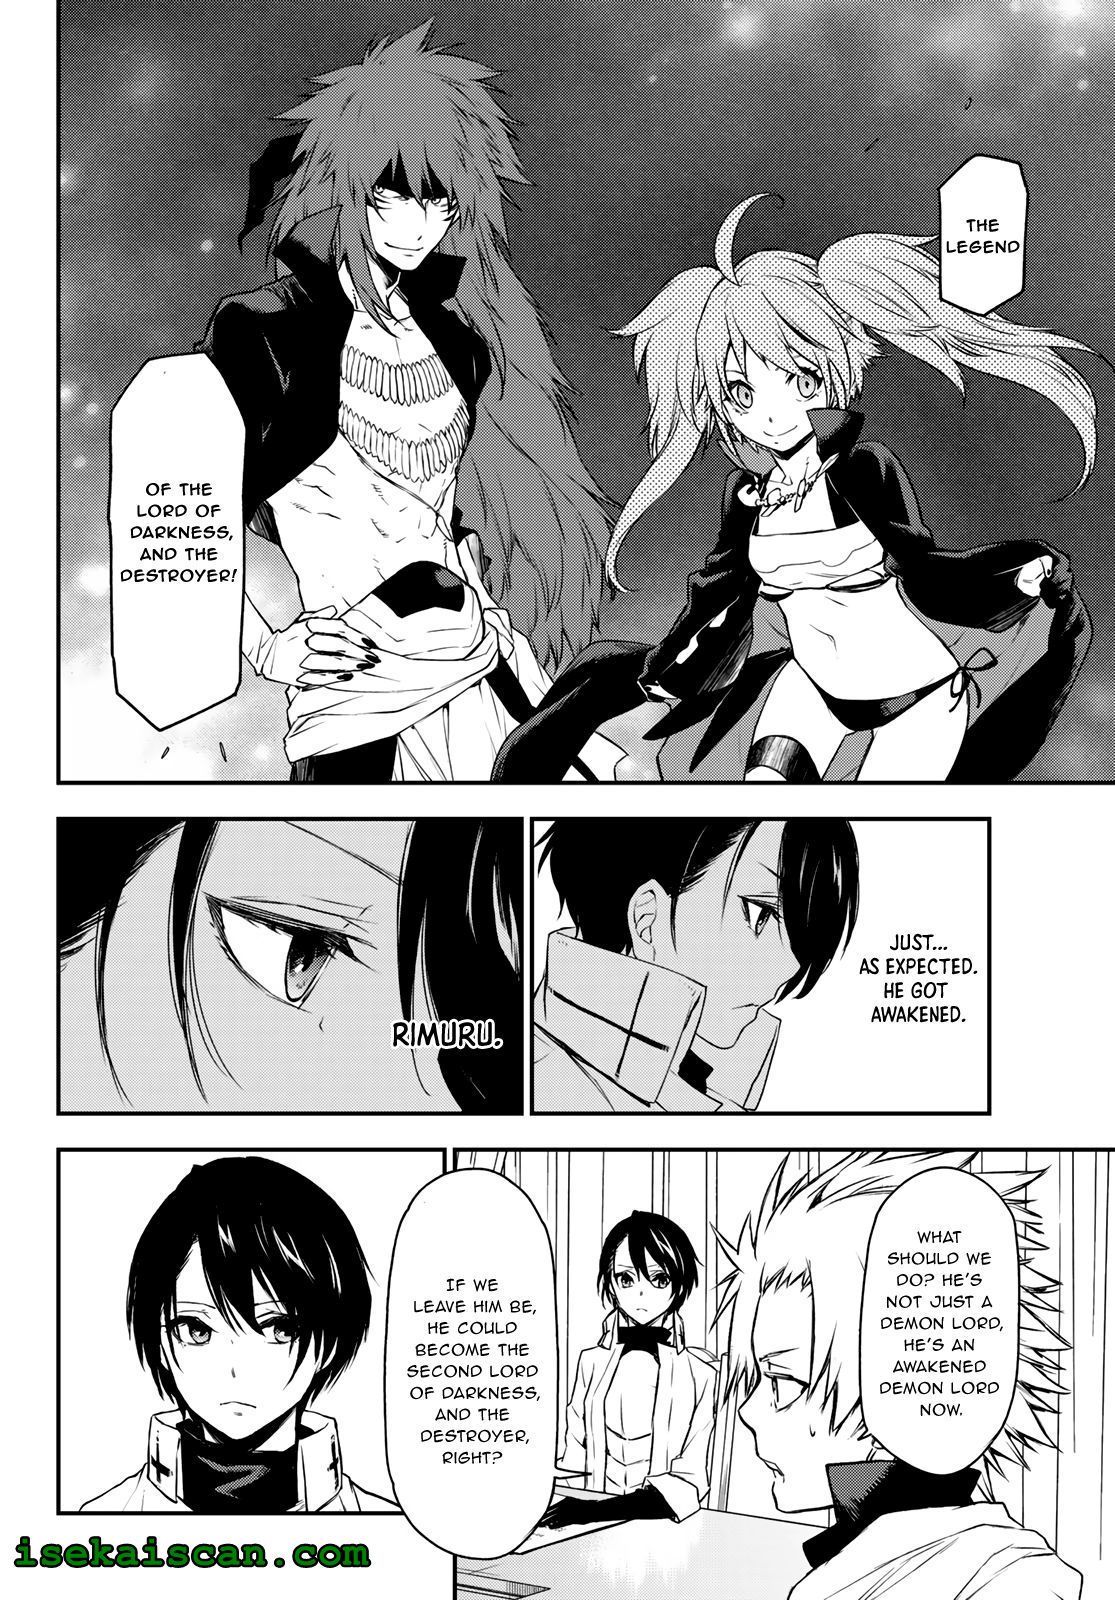 THE
LEGEND
OF THE
LORD OF
DARKNESS,
AND THE
DESTROYER!
JUST...
AS EXPECTED.
HE GOT
AWAKENED.
RIMURU.
WHAT
SHOULD WE
DO? HE'S
NOT JUST A
DEMON LORD,
HE'S AN
AWAKENED
DEMON LORD
NOW.
IF WE
LEAVE HIM BE,
HE COULD
BECOME THE
SECOND LORD
OF DARKNESS,
AND THE
DESTROYER,
RIGHT?
isekaiscan.com